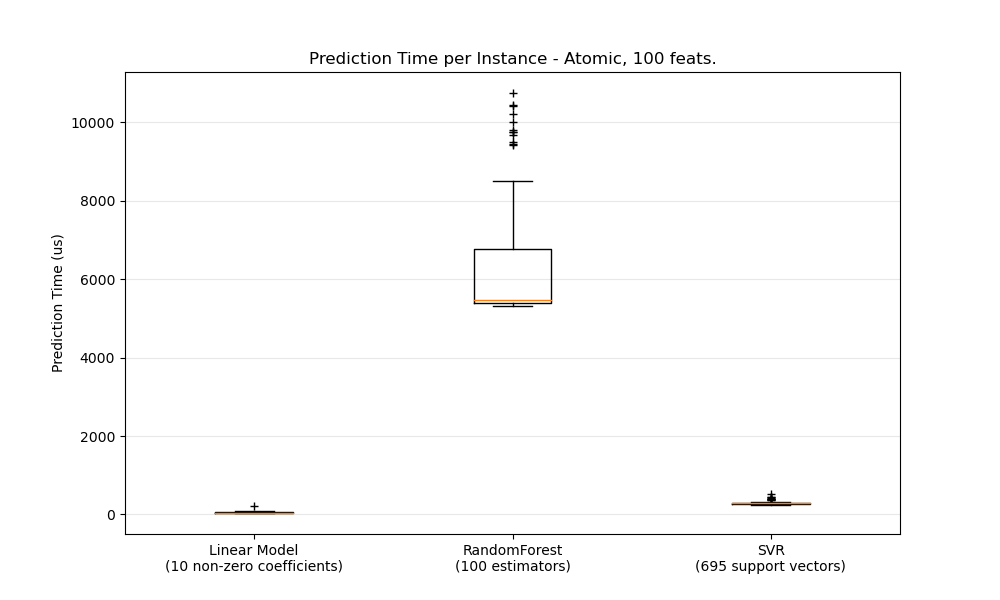 Prediction Time per Instance - Atomic, 100 feats.
Prediction Time (us)
10000
8000
6000
4000
2000
0
Linear Model
(10 non-zero coefficients)
RandomForest
(100 estimators)
SVR
(695 support vectors)